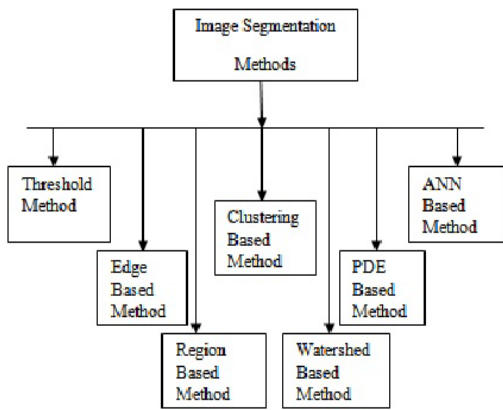 Image Segmentation
Methods
Threshold
Method
Edge
Based
Method
Region
Based
Method
Clustering
Based
Method
Watershed
Based
Method
PDE
Based
Method
ANN
Based
Method